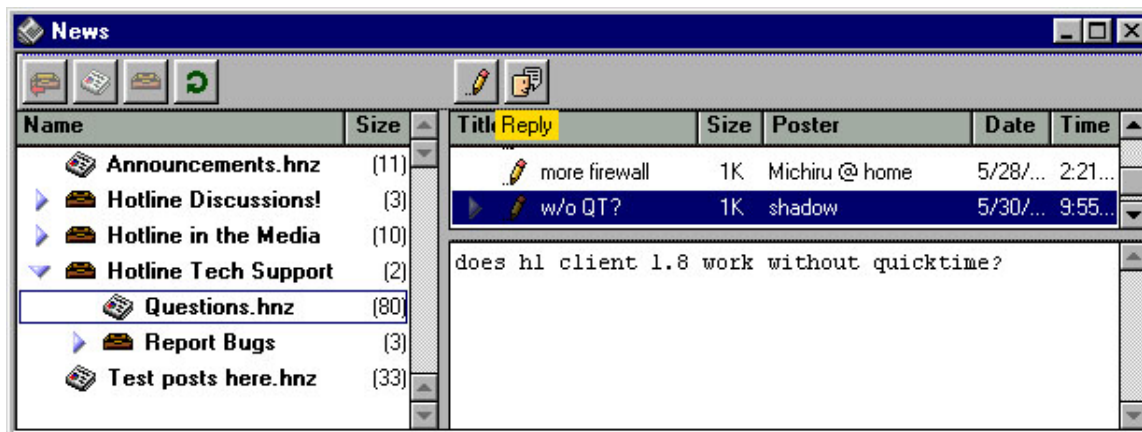 News
Name Size
Announcements.hnz (11)
Hotline Discussions! (3)
Hotline in the Media (10)
Hotline Tech Support (2)
Questions.hnz (80)
Report Bugs (3)
Test posts here.hnz (33)
Reply
Size Poster Date Time
more firewall 1K Michiru @ home 5/28/... 2:21...
w/o QT? 1K shadow 5/30/... 9:55...
does hl client 1.8 work without quicktime?